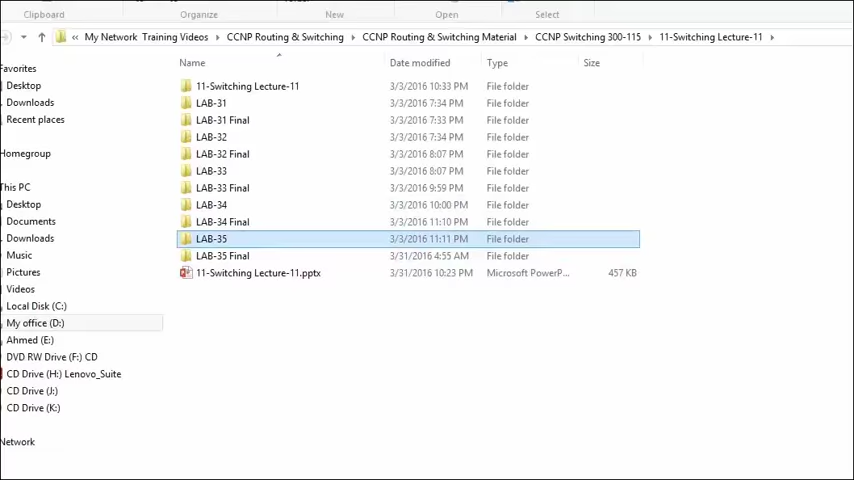 Clipboard Organize New Open Select
« My Network Training Videos > CCNP Routing & Switching > CCNP Routing & Switching Material > CCNP Switching 300-115 > 11-Switching Lecture-11 >
Name Date modified Type Size
Favorites
Desktop
Downloads
Recent places
Homegroup
This PC
Desktop
Documents
Downloads
Music
Pictures
Videos
Local Disk (C:)
My office (D:)
Ahmed (E:)
DVD RW Drive (F:) CD
CD Drive (H:) Lenovo_Suite
CD Drive (J:)
CD Drive (K:)
Network
11-Switching Lecture-11 3/3/2016 10:33 PM File folder
LAB-31 3/3/2016 7:34 PM File folder
LAB-31 Final 3/3/2016 7:33 PM File folder
LAB-32 3/3/2016 7:34 PM File folder
LAB-32 Final 3/3/2016 8:07 PM File folder
LAB-33 3/3/2016 8:07 PM File folder
LAB-33 Final 3/3/2016 9:59 PM File folder
LAB-34 3/3/2016 10:00 PM File folder
LAB-34 Final 3/3/2016 11:10 PM File folder
LAB-35 3/3/2016 11:11 PM File folder
LAB-35 Final 3/31/2016 4:55 AM File folder
11-Switching Lecture-11.pptx 3/31/2016 10:23 PM Microsoft PowerP... 457 KB